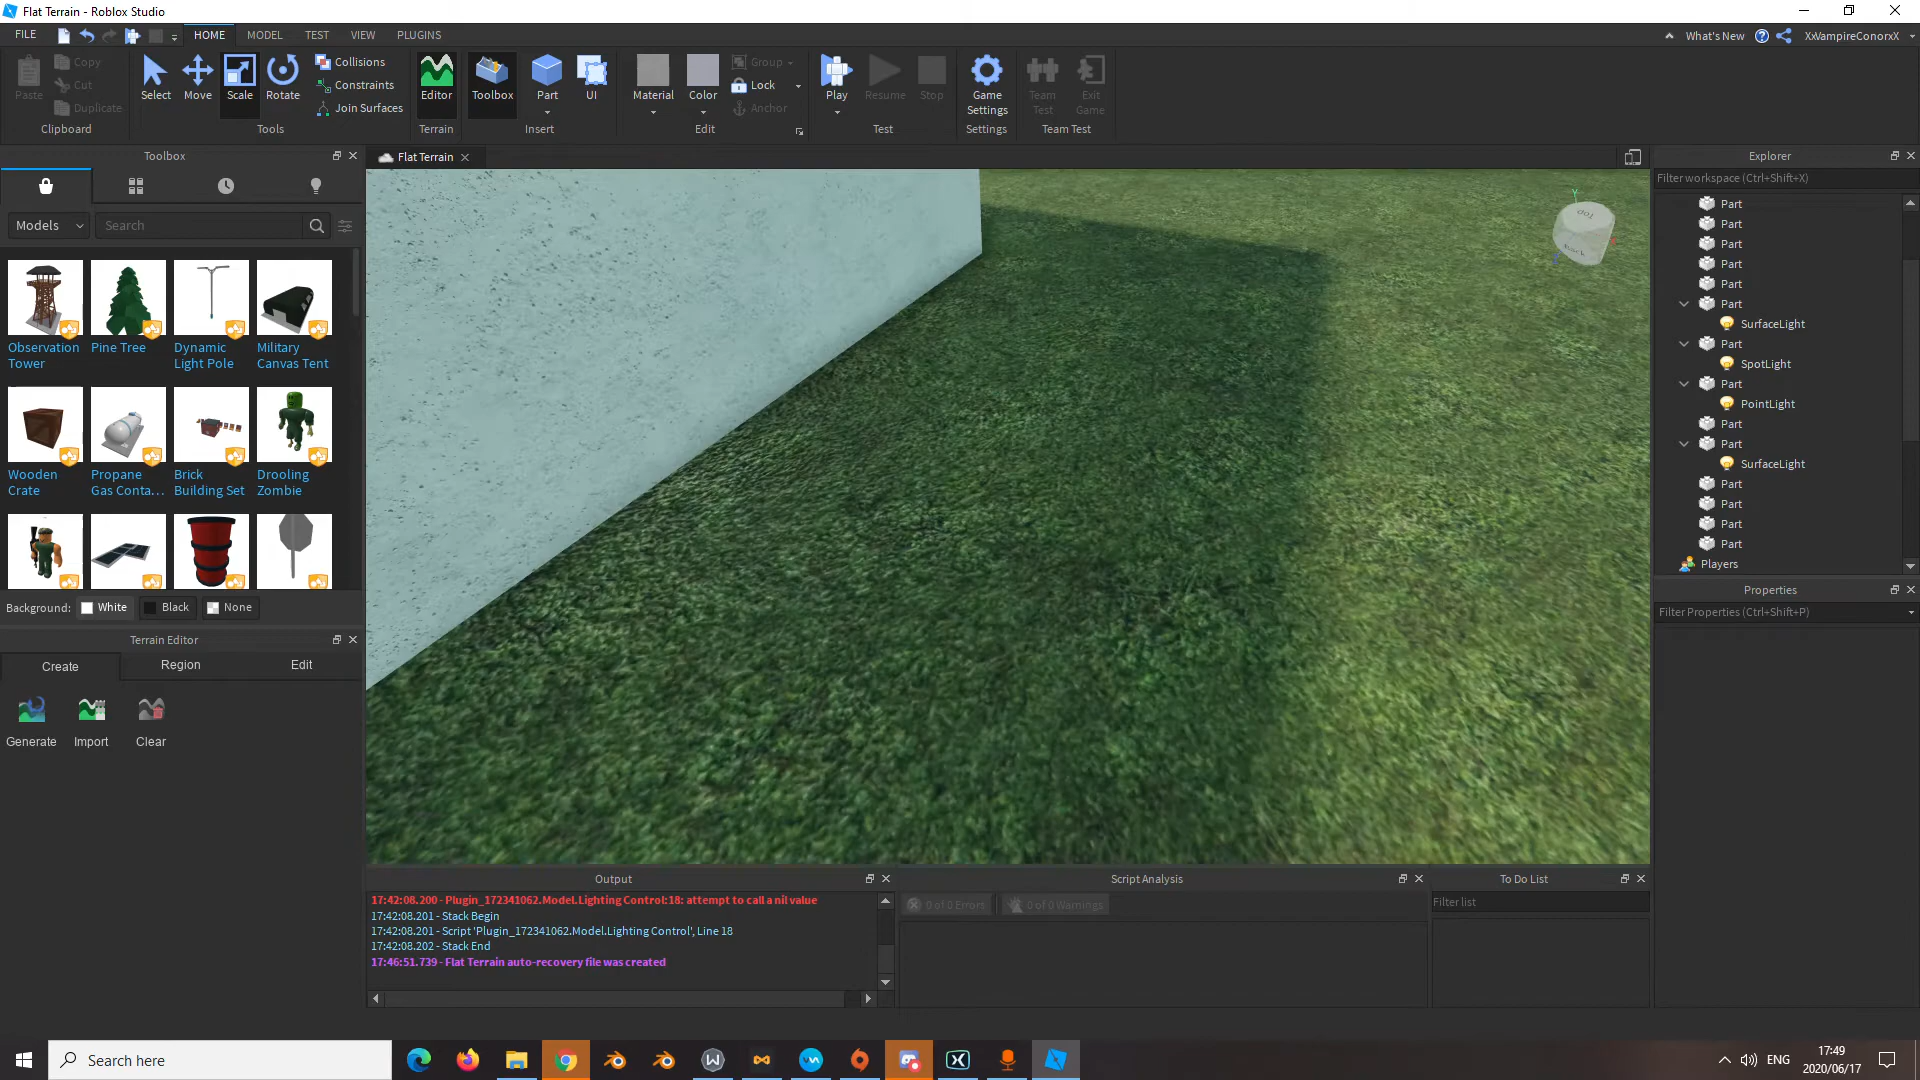 Flat Terrain - Roblox Studio
FILE
HOME
MODEL
TEST
VIEW
PLUGINS
What's New
XxVampireConorxX
Paste
Copy
Cut
Duplicate
Clipboard
Select
Move
Scale
Rotate
Collisions
Constraints
Join Surfaces
Tools
Editor
Terrain
Toolbox
Part
UI
Insert
Material
Color
Group
Lock
Anchor
Edit
Play
Resume
Stop
Test
Game
Settings
Settings
Team
Test
Exit
Game
Team Test
Toolbox
Models
Search
Observation
Tower
Pine Tree
Dynamic
Light Pole
Military
Canvas Tent
Wooden
Crate
Propane
Gas Conta...
Brick
Building Set
Drooling
Zombie
Background:
White
Black
None
Terrain Editor
Create
Region
Edit
Generate
Import
Clear
Flat Terrain
Y
Top
Back
Output
17:42:08.200 - Plugin_172341062.Model.Lighting Control:18: attempt to call a nil value
17:42:08.201 - Stack Begin
17:42:08.201 - Script 'Plugin_172341062.Model.Lighting Control', Line 18
17:42:08.202 - Stack End
17:46:51.739 - Flat Terrain auto-recovery file was created
Script Analysis
0 of 0 Errors
0 of 0 Warnings
To Do List
Filter list
Explorer
Filter workspace (Ctrl+Shift+X)
Part
Part
Part
Part
Part
Part
SurfaceLight
Part
SpotLight
Part
PointLight
Part
Part
SurfaceLight
Part
Part
Part
Part
Players
Properties
Filter Properties (Ctrl+Shift+P)
Search here
ENG
17:49
2020/06/17